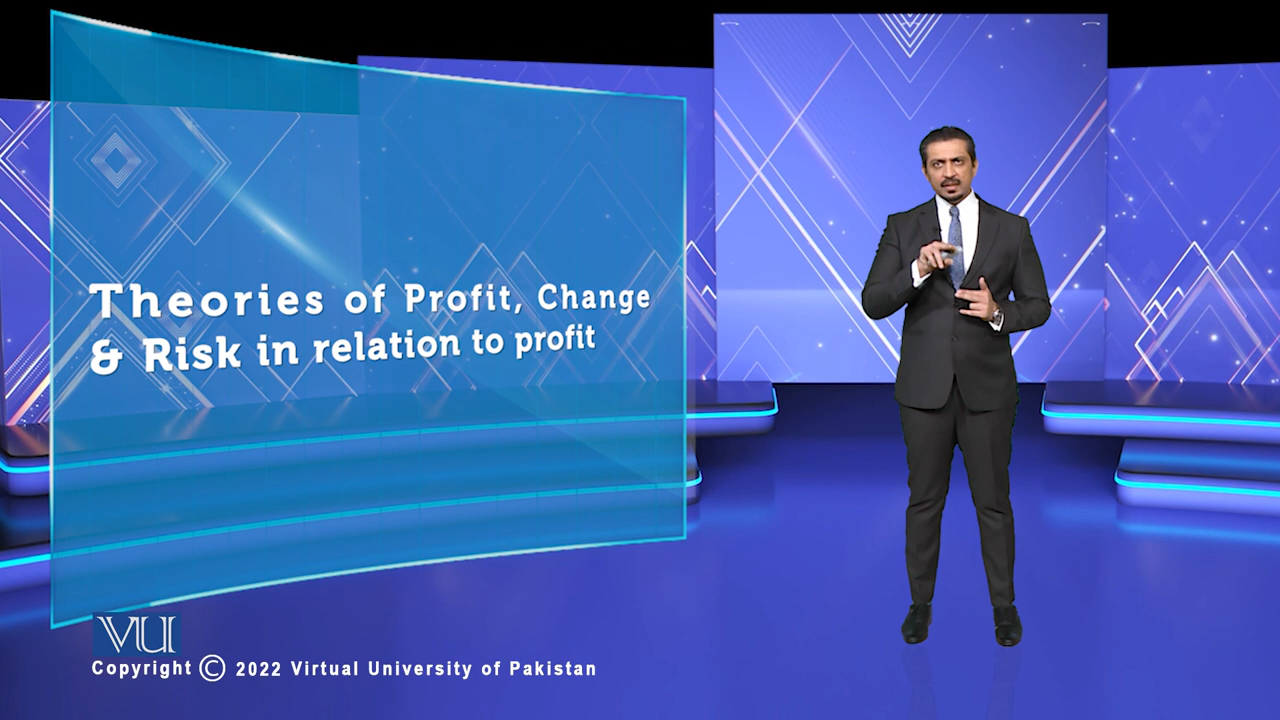 Theories of Profit, Change
& Risk in relation to profit
VU
Copyright © 2022 Virtual University of Pakistan